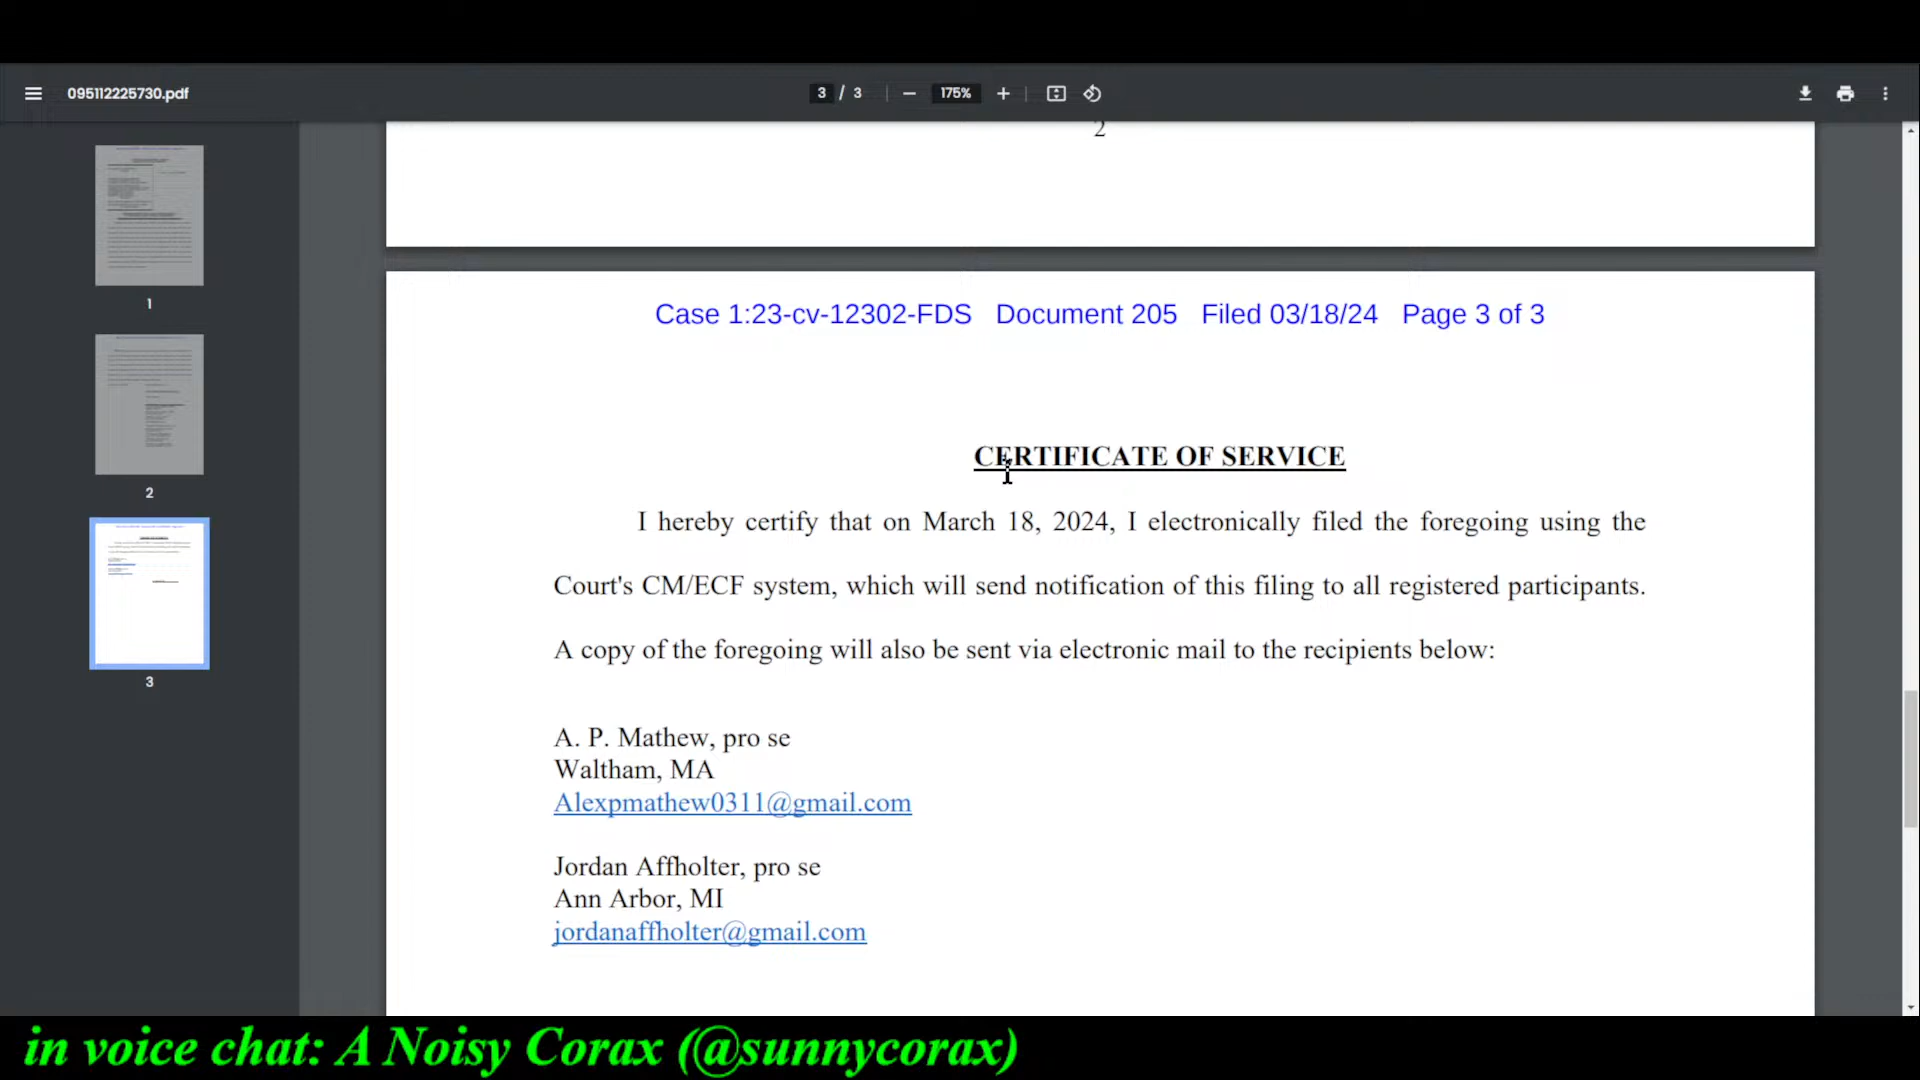 095112225730.pdf
3 / 3
175%
1
2
3
2
Case 1:23-cv-12302-FDS Document 205 Filed 03/18/24 Page 3 of 3
CERTIFICATE OF SERVICE
I hereby certify that on March 18, 2024, I electronically filed the foregoing using the
Court's CM/ECF system, which will send notification of this filing to all registered participants.
A copy of the foregoing will also be sent via electronic mail to the recipients below:
A. P. Mathew, pro se
Waltham, MA
Alexpmathew0311@gmail.com
Jordan Affholter, pro se
Ann Arbor, MI
jordanaffholter@gmail.com
in voice chat: A Noisy Corax (@sunnycorax)